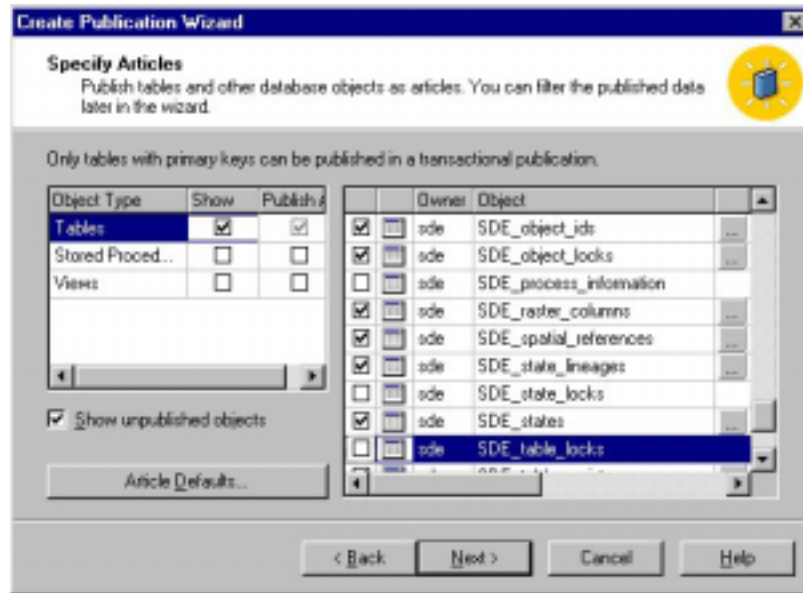 Create Publication Wizard
Specify Articles
Publish tables and other database objects as articles. You can filter the published data
later in the wizard.
Only tables with primary keys can be published in a transactional publication.
Object Type Show Publish A
Tables
Stored Proced...
Views
Show unpublished objects
Article Defaults...
Owner Object
sde SDE_object_ids ...
sde SDE_object_locks ...
sde SDE_process_information
sde SDE_raster_columns ...
sde SDE_spatial_references ...
sde SDE_state_lineages ...
sde SDE_state_locks
sde SDE_states ...
sde SDE_table_locks
< Back Next > Cancel Help